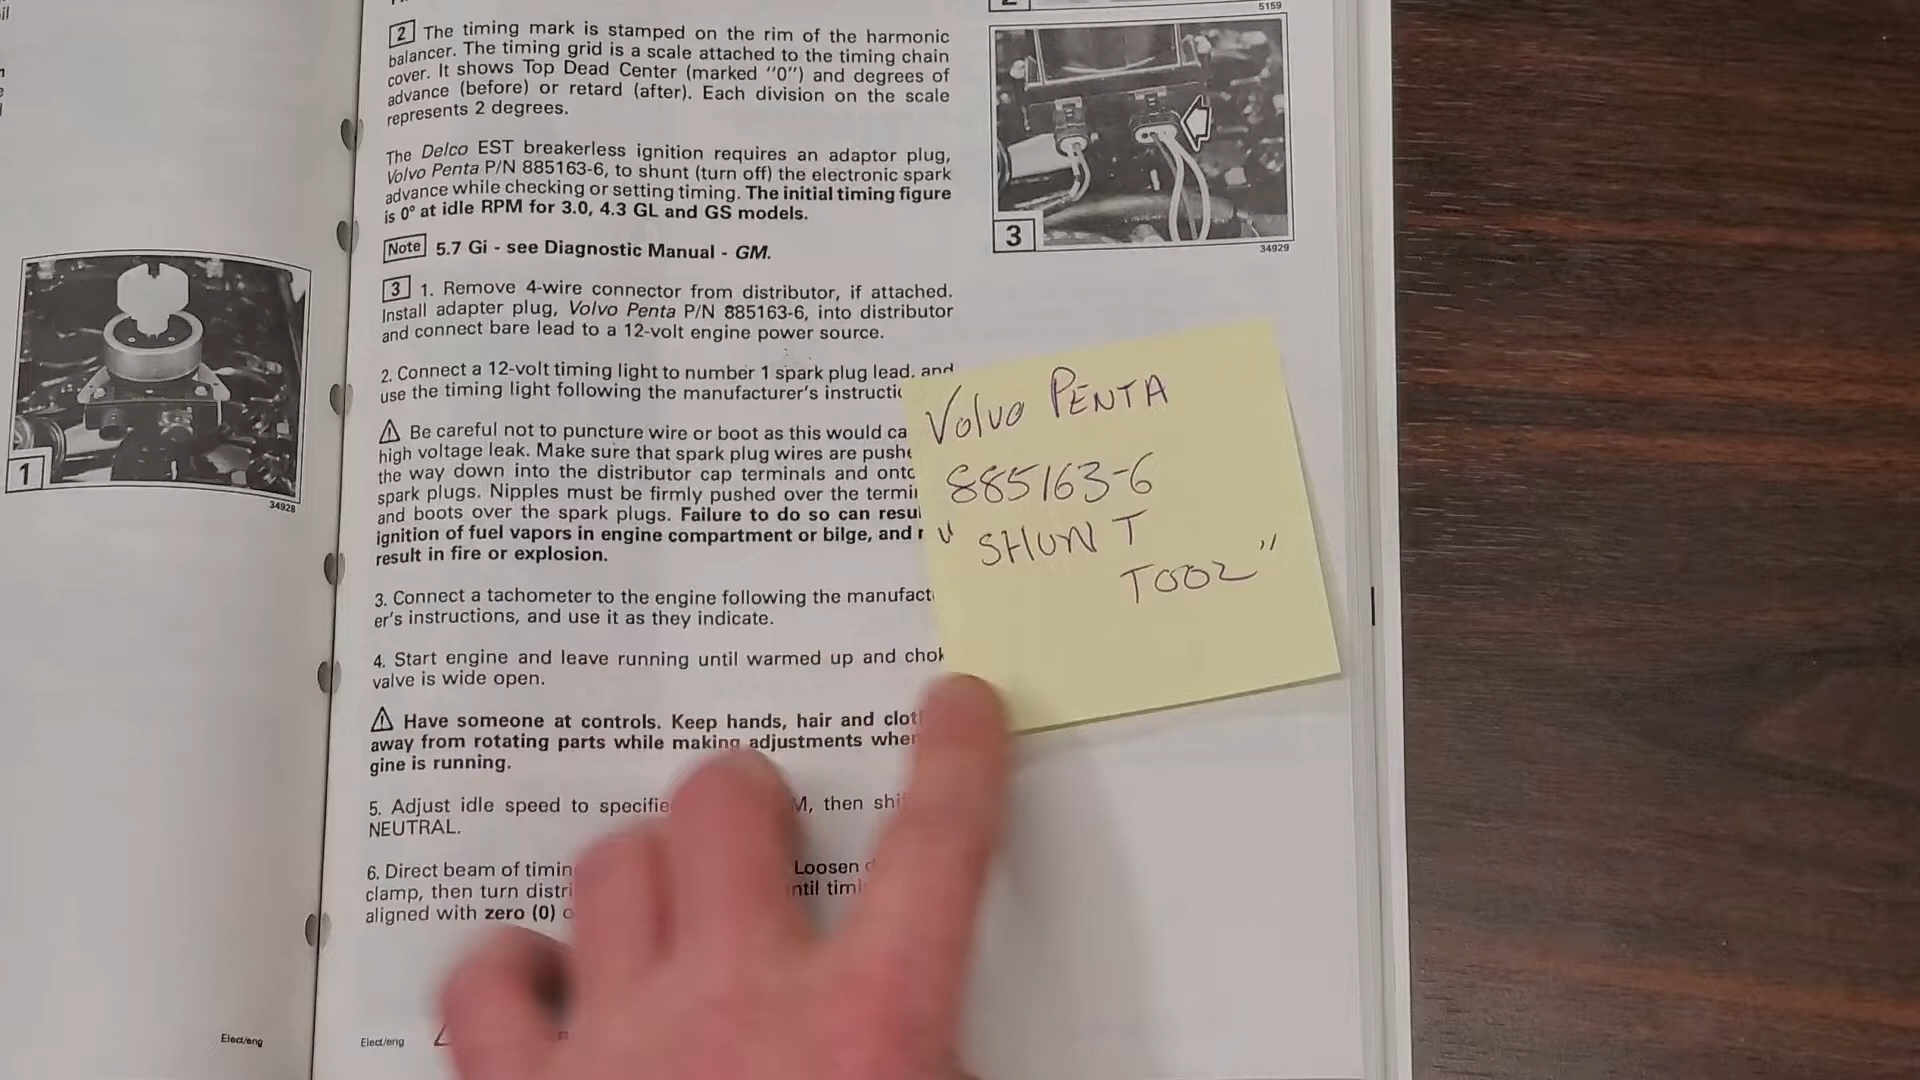 5159
2 The timing mark is stamped on the rim of the harmonic
balancer. The timing grid is a scale attached to the timing chain
cover. It shows Top Dead Center (marked "0") and degrees of
advance (before) or retard (after). Each division on the scale
represents 2 degrees.
The Delco EST breakerless ignition requires an adaptor plug,
Volvo Penta P/N 885163-6, to shunt (turn off) the electronic spark
advance while checking or setting timing. The initial timing figure
is 0° at idle RPM for 3.0, 4.3 GL and GS models.
Note 5.7 Gi - see Diagnostic Manual - GM.
3 1. Remove 4-wire connector from distributor, if attached.
Install adapter plug, Volvo Penta P/N 885163-6, into distributor
and connect bare lead to a 12-volt engine power source.
2. Connect a 12-volt timing light to number 1 spark plug lead, and
use the timing light following the manufacturer's
Be careful not to puncture wire or boot as this would
high voltage leak. Make sure that spark plug wires are
the way down into the distributor cap terminals and
spark plugs. Nipples must be firmly pushed over the
and boots over the spark plugs. Failure to do so can
ignition of fuel vapors in engine compartment or bilge, and
result in fire or explosion.
3. Connect a tachometer to the engine following the
er's instructions, and use it as they indicate.
4. Start engine and leave running until warmed up and
valve is wide open.
Have someone at controls. Keep hands, hair and
away from rotating parts while making adjustments
gine is running.
5. Adjust idle speed to then
NEUTRAL.
6. Direct beam of Loosen
clamp, then turn
aligned with zero (0)
Elect/eng
3
34929
Volvo PENTA
885163-6
" SHUNT
TOOL "
1
34928
Elect/eng